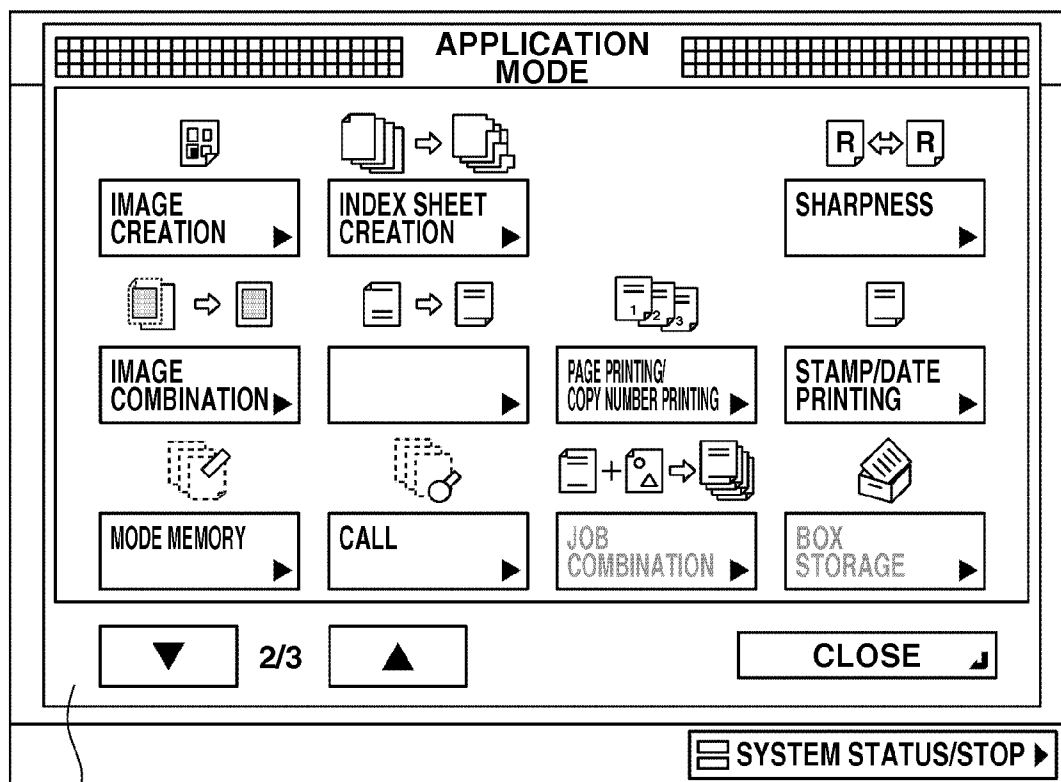 APPLICATION
MODE
R R
IMAGE
CREATION
INDEX SHEET
CREATION
SHARPNESS
1 2 3
IMAGE
COMBINATION
PAGE PRINTING/
COPY NUMBER PRINTING
STAMP/DATE
PRINTING
MODE MEMORY
CALL
JOB
COMBINATION
BOX
STORAGE
2/3
CLOSE
SYSTEM STATUS/STOP